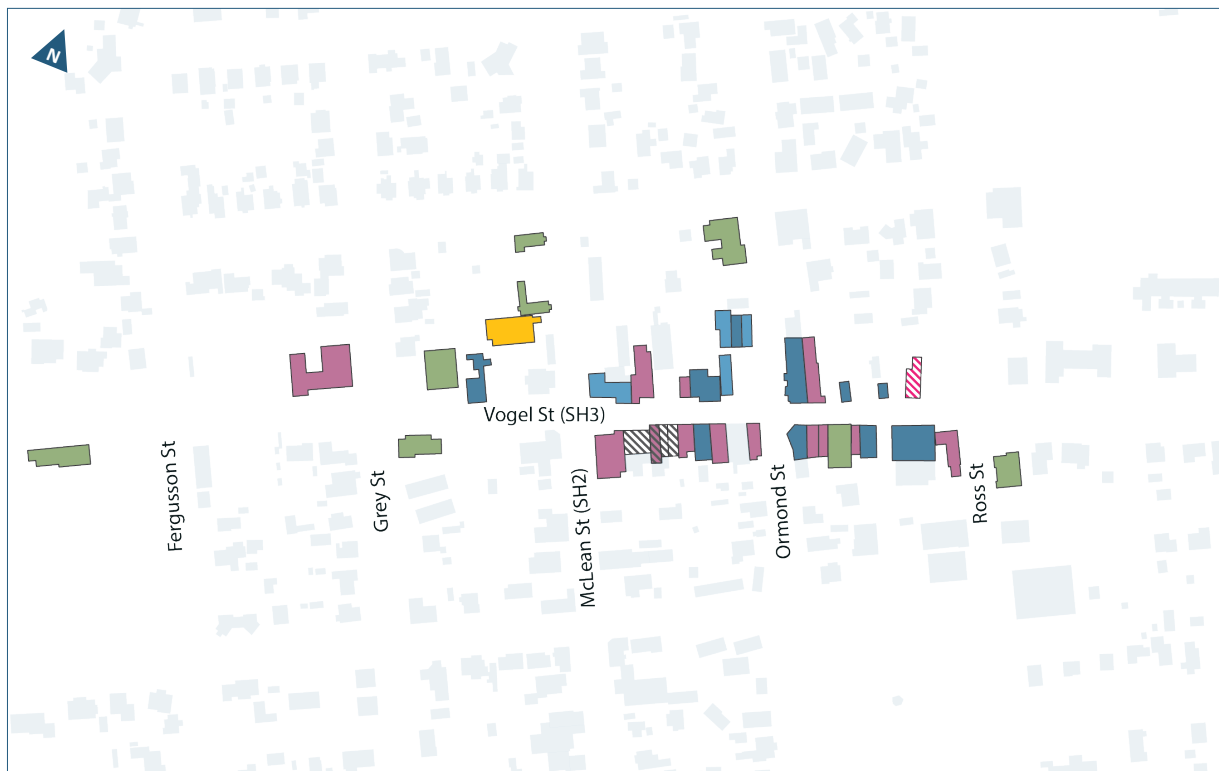 N
Vogel St (SH3)
Fergusson St
Grey St
McLean St (SH2)
Ormond St
Ross St